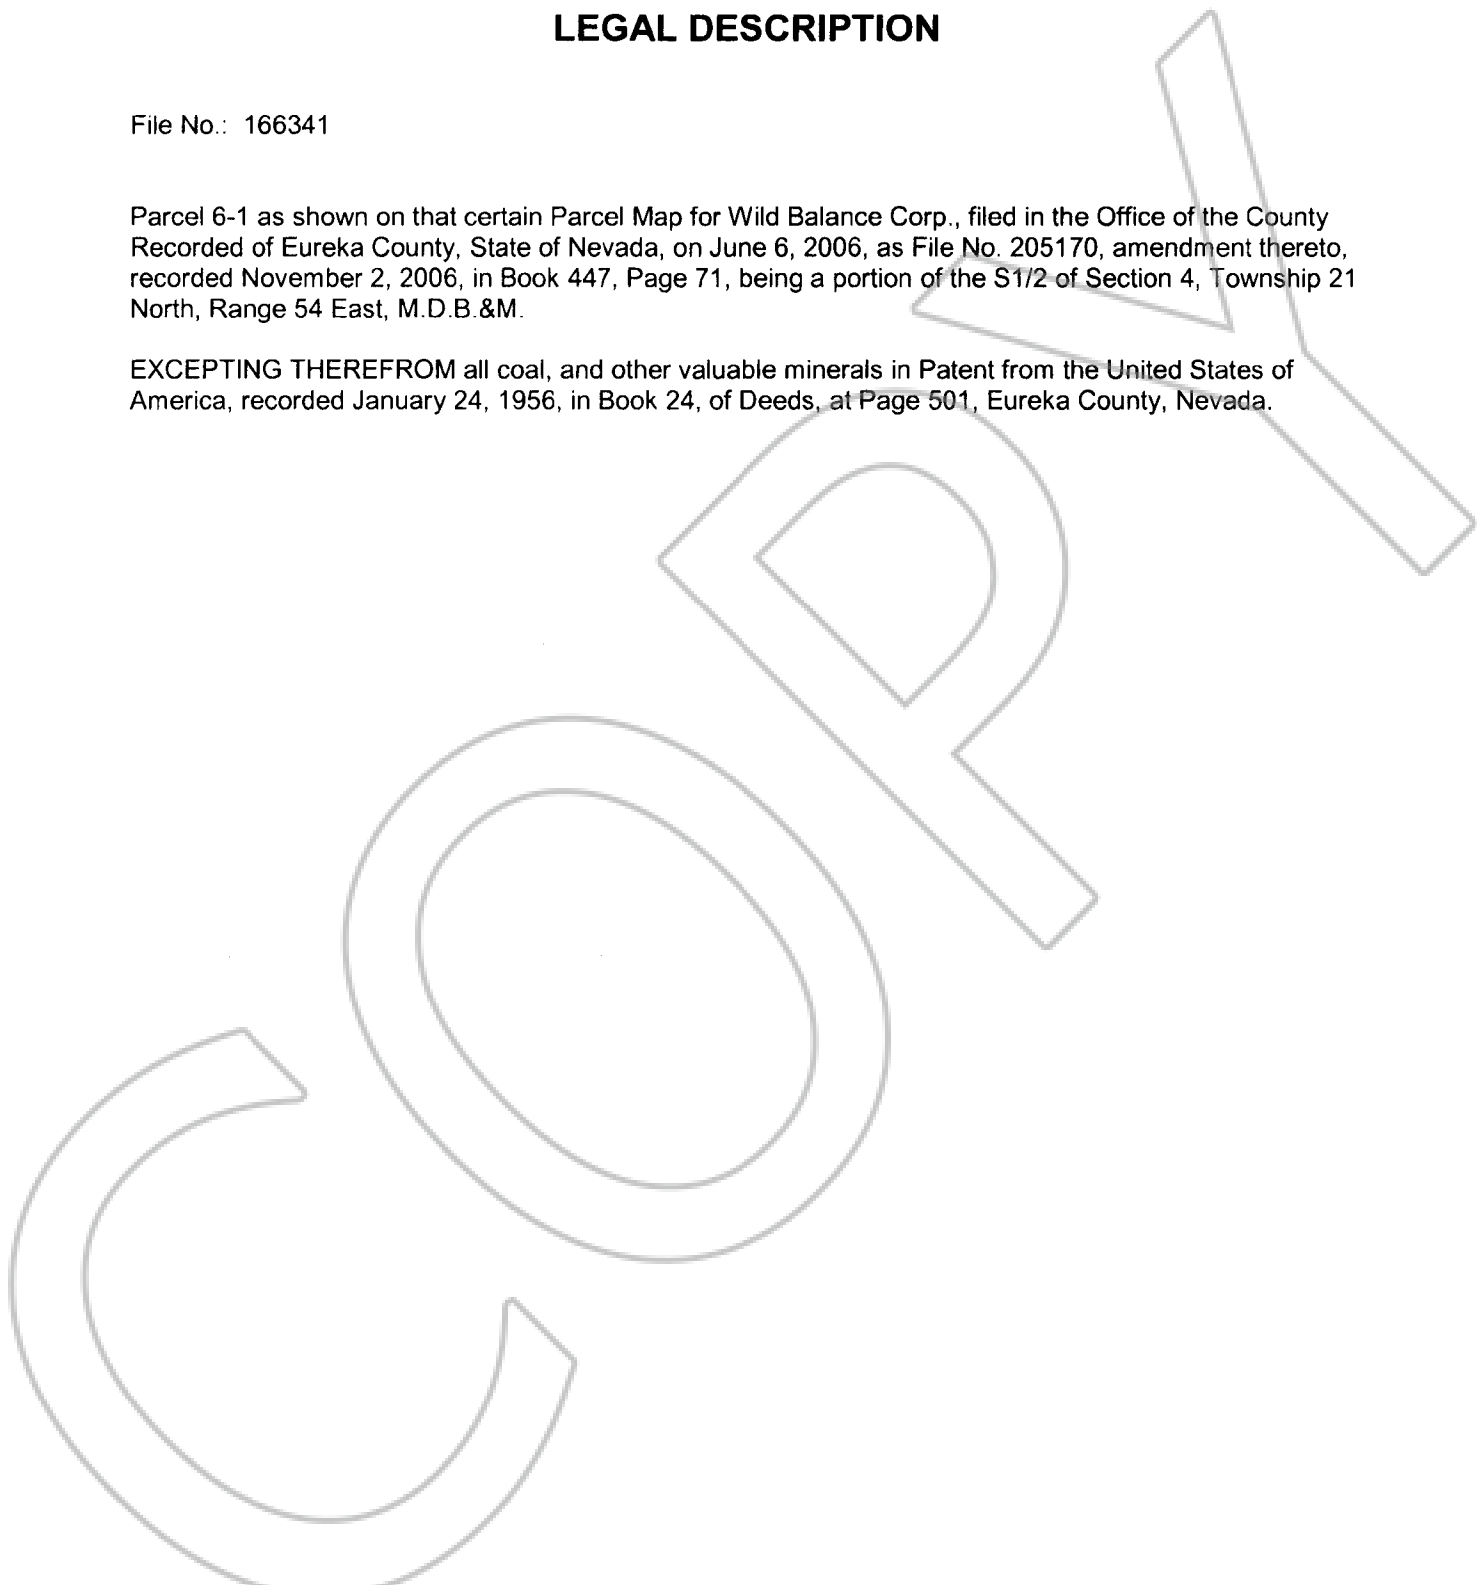 LEGAL DESCRIPTION
File No.: 166341
Parcel 6-1 as shown on that certain Parcel Map for Wild Balance Corp., filed in the Office of the County
Recorded of Eureka County, State of Nevada, on June 6, 2006, as File No. 205170, amendment thereto,
recorded November 2, 2006, in Book 447, Page 71, being a portion of the S1/2 of Section 4, Township 21
North, Range 54 East, M.D.B.&M.
EXCEPTING THEREFROM all coal, and other valuable minerals in Patent from the United States of
America, recorded January 24, 1956, in Book 24, of Deeds, at Page 501, Eureka County, Nevada.
COPY